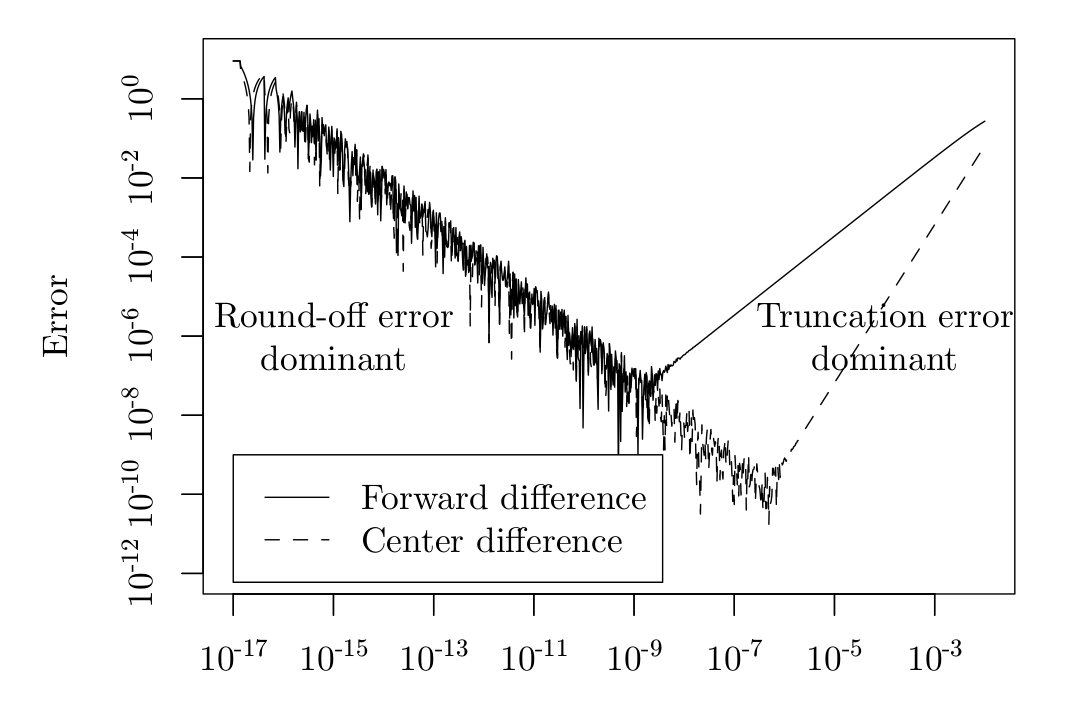 Error
10^0
10^-2
10^-4
10^-6
10^-8
10^-10
10^-12
Round-off error
dominant
Truncation error
dominant
Forward difference
Center difference
10^-17 10^-15 10^-13 10^-11 10^-9 10^-7 10^-5 10^-3